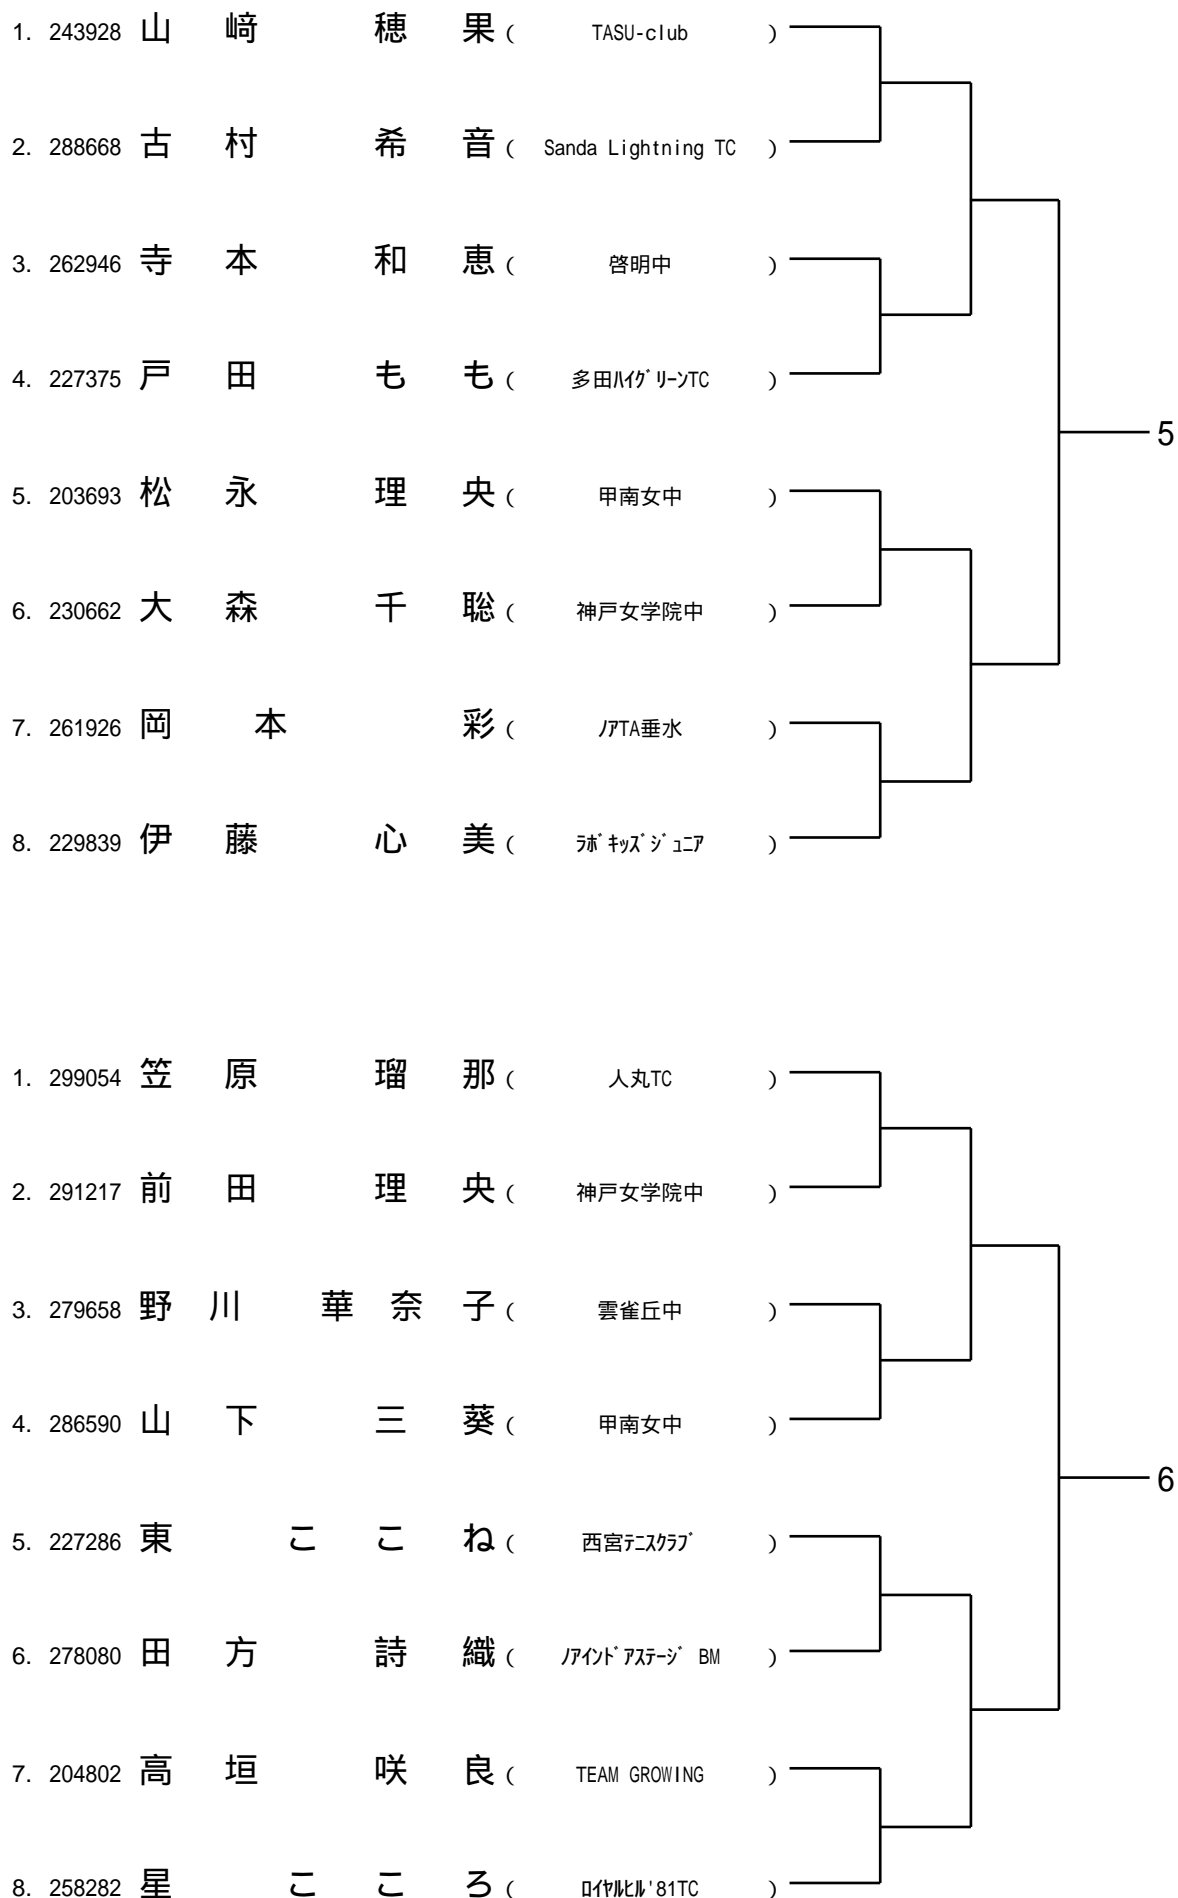 1. 243928 山 﨑 穂 果 ( TASU-club )
2. 288668 古 村 希 音 ( Sanda Lightning TC )
3. 262946 寺 本 和 恵 ( 啓明中 )
4. 227375 戸 田 も も ( 多田ﾊｲｸﾞﾘｰﾝTC )
5
5. 203693 松 永 理 央 ( 甲南女中 )
6. 230662 大 森 千 聡 ( 神戸女学院中 )
7. 261926 岡 本 彩 ( ﾉｱTA垂水 )
8. 229839 伊 藤 心 美 ( ﾗﾎﾞｷｯｽﾞｼﾞｭﾆｱ )
1. 299054 笠 原 瑠 那 ( 人丸TC )
2. 291217 前 田 理 央 ( 神戸女学院中 )
3. 279658 野 川 華 奈 子 ( 雲雀丘中 )
4. 286590 山 下 三 葵 ( 甲南女中 )
6
5. 227286 東 こ こ ね ( 西宮ﾃﾆｽｸﾗﾌﾞ )
6. 278080 田 方 詩 織 ( ﾉｱｲﾝﾄﾞｱｽﾃｰｼﾞ BM )
7. 204802 高 垣 咲 良 ( TEAM GROWING )
8. 258282 星 こ こ ろ ( ﾛｲﾔﾙﾋﾙ'81TC )